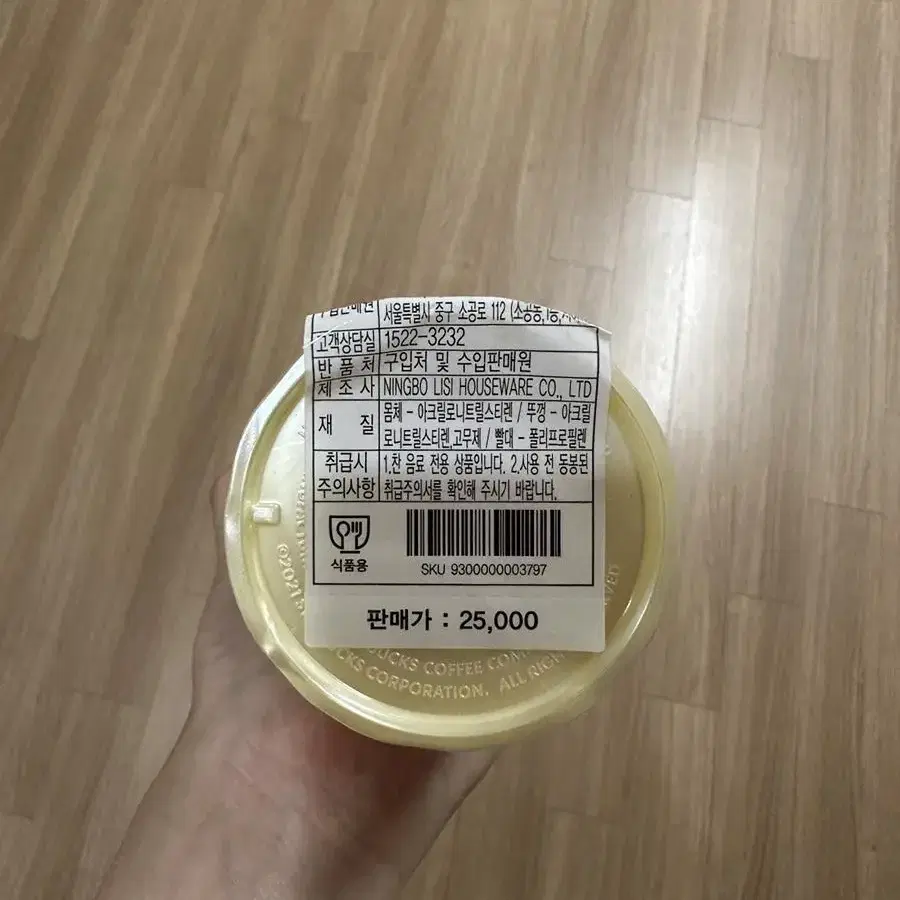 서울특별시 중구 소공로 112 (소공동,
고객상담실 1522-3232
반 품 처 구입처 및 수입판매원
제 조 사 NINGBO LISI HOUSEWARE CO., LTD
재 질 몸체 - 아크릴로니트릴스티렌 / 뚜껑 - 아크릴
로니트릴스티렌,고무제 / 빨대 - 폴리프로필렌
취급시 1.찬 음료 전용 상품입니다. 2.사용 전 동봉된
주의사항 취급주의서를 확인해 주시기 바랍니다.
식품용
SKU 9300000003797
판매가 : 25,000
©2021
COFFEE
CORPORATION. ALL